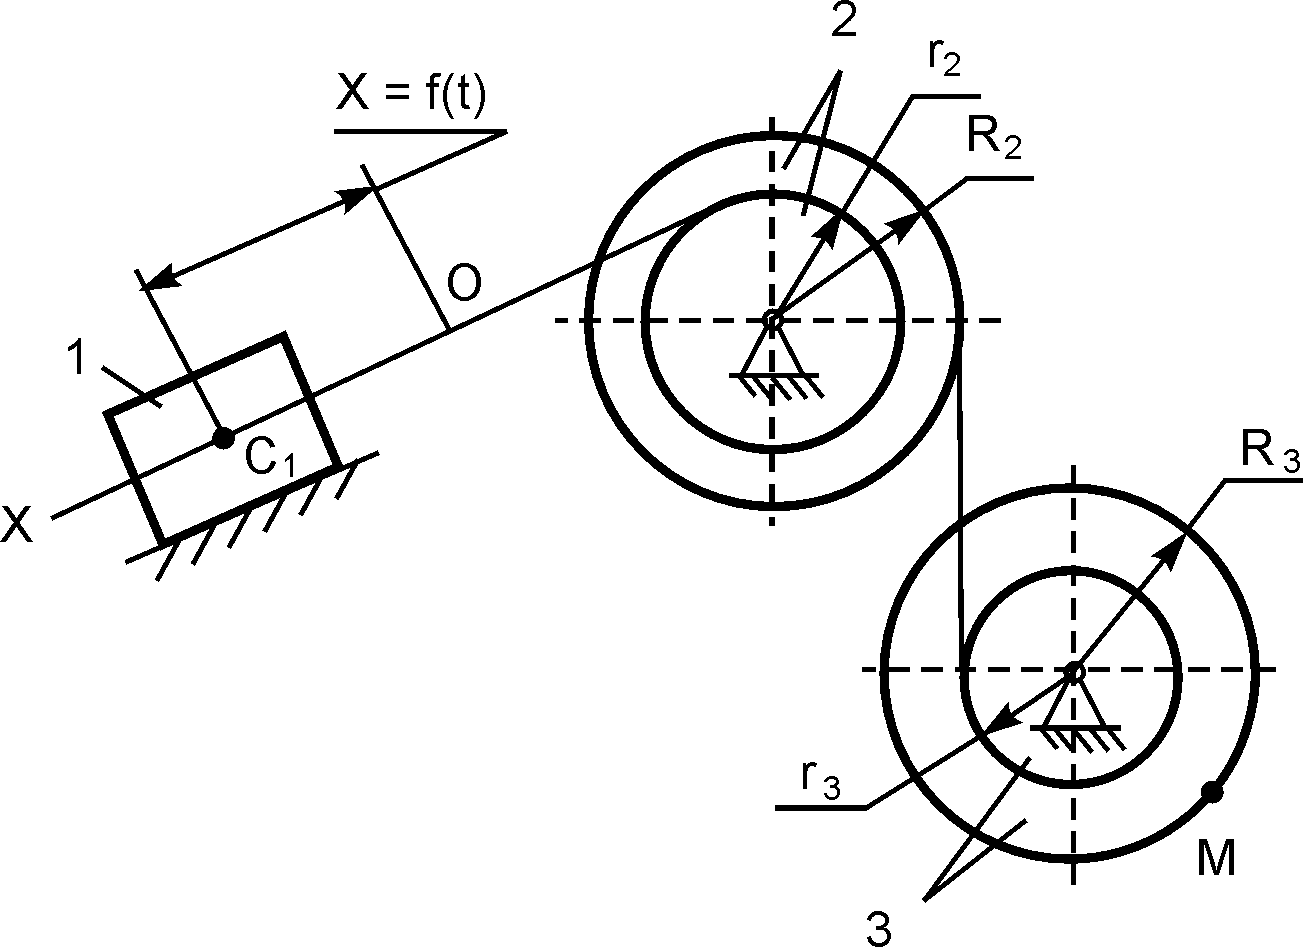 2
r2
X = f(t)
R2
O
1
C1
R3
X
r3
M
3